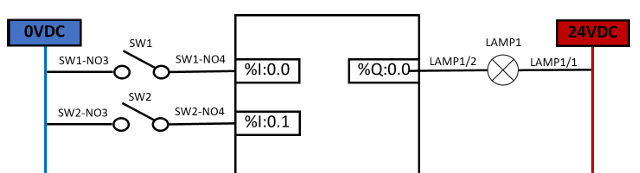 0VDC
24VDC
SW1
LAMP1
SW1-NO3
SW1-NO4
%I:0.0
%Q:0.0
LAMP1/2
LAMP1/1
SW2
SW2-NO3
SW2-NO4
%I:0.1